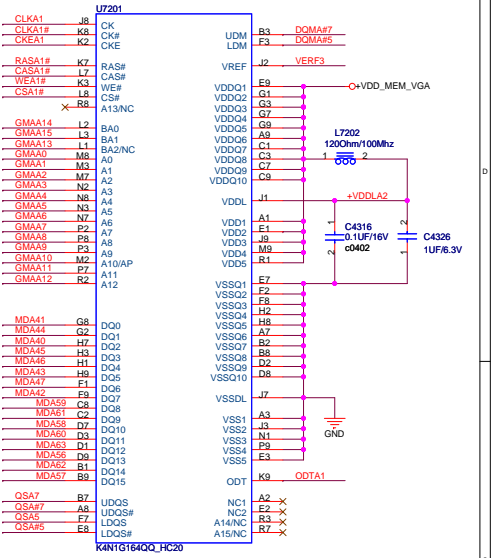 U7201
CLKA1 J8 CK
CLKA1# K8 CK#
CKEA1 K2 CKE
UDM B3 DQMA#7
LDM F3 DQMA#5
RASA1# K7 RAS#
CASA1# L7 CAS#
WEA1# K3 WE#
CSA1# L8 CS#
R8 A13/NC
VREF J2 VERF3
VDDQ1 E9 +VDD_MEM_VGA
VDDQ2 G1
VDDQ3 G3
VDDQ4 G7
VDDQ5 G9
VDDQ6 A9
VDDQ7 C1
VDDQ8 C3
VDDQ9 C7
VDDQ10 C9
L7202
120Ohm/100Mhz
1 2
GMAA14 L2 BA0
GMAA15 L3 BA1
GMAA13 L1 BA2/NC
GMAA0 M8 A0
GMAA1 M3 A1
GMAA2 M7 A2
GMAA3 N2 A3
GMAA4 N8 A4
GMAA5 N3 A5
GMAA6 N7 A6
GMAA7 P2 A7
GMAA8 P8 A8
GMAA9 P3 A9
GMAA10 M2 A10/AP
GMAA11 P7 A11
GMAA12 R2 A12
VDDL J1 +VDDLA2
VDD1 A1
VDD2 E1
VDD3 J9
VDD4 M9
VDD5 R1
1
C4316
0.1UF/16V
c0402
2
2
C4326
1UF/6.3V
1
VSSQ1 E7
VSSQ2 F2
VSSQ3 F8
VSSQ4 H2
VSSQ5 H8
VSSQ6 A7
VSSQ7 B2
VSSQ8 B8
VSSQ9 D2
VSSQ10 D8
MDA41 G8 DQ0
MDA44 G2 DQ1
MDA40 H7 DQ2
MDA45 H3 DQ3
MDA46 H1 DQ4
MDA43 H9 DQ5
MDA47 F1 DQ6
MDA42 F9 DQ7
MDA59 C8 DQ8
MDA61 C2 DQ9
MDA58 D7 DQ10
MDA60 D3 DQ11
MDA63 D1 DQ12
MDA56 D9 DQ13
MDA62 B1 DQ14
MDA57 B9 DQ15
VSSDL J7
GND
VSS1 A3
VSS2 J3
VSS3 N1
VSS4 P9
VSS5 E3
ODT K9 ODTA1
QSA7 B7 UDQS
QSA#7 A8 UDQS#
QSA5 F7 LDQS
QSA#5 E8 LDQS#
NC1 A2
NC2 E2
A14/NC R3
A15/NC R7
K4N1G164QQ_HC20
D